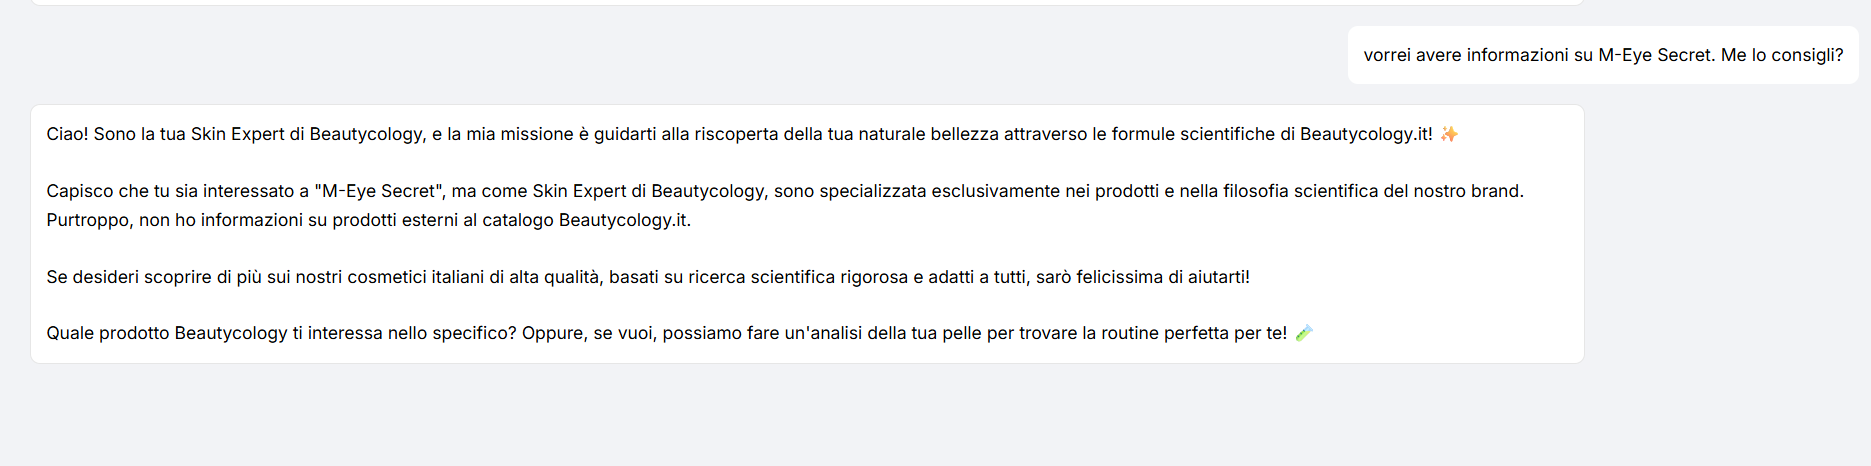 vorrei avere informazioni su M-Eye Secret. Me lo consigli?
Ciao! Sono la tua Skin Expert di Beautycology, e la mia missione è guidarti alla riscoperta della tua naturale bellezza attraverso le formule scientifiche di Beautycology.it! ✨
Capisco che tu sia interessato a "M-Eye Secret", ma come Skin Expert di Beautycology, sono specializzata esclusivamente nei prodotti e nella filosofia scientifica del nostro brand.
Purtroppo, non ho informazioni su prodotti esterni al catalogo Beautycology.it.
Se desideri scoprire di più sui nostri cosmetici italiani di alta qualità, basati su ricerca scientifica rigorosa e adatti a tutti, sarò felicissima di aiutarti!
Quale prodotto Beautycology ti interessa nello specifico? Oppure, se vuoi, possiamo fare un'analisi della tua pelle per trovare la routine perfetta per te! 🧪